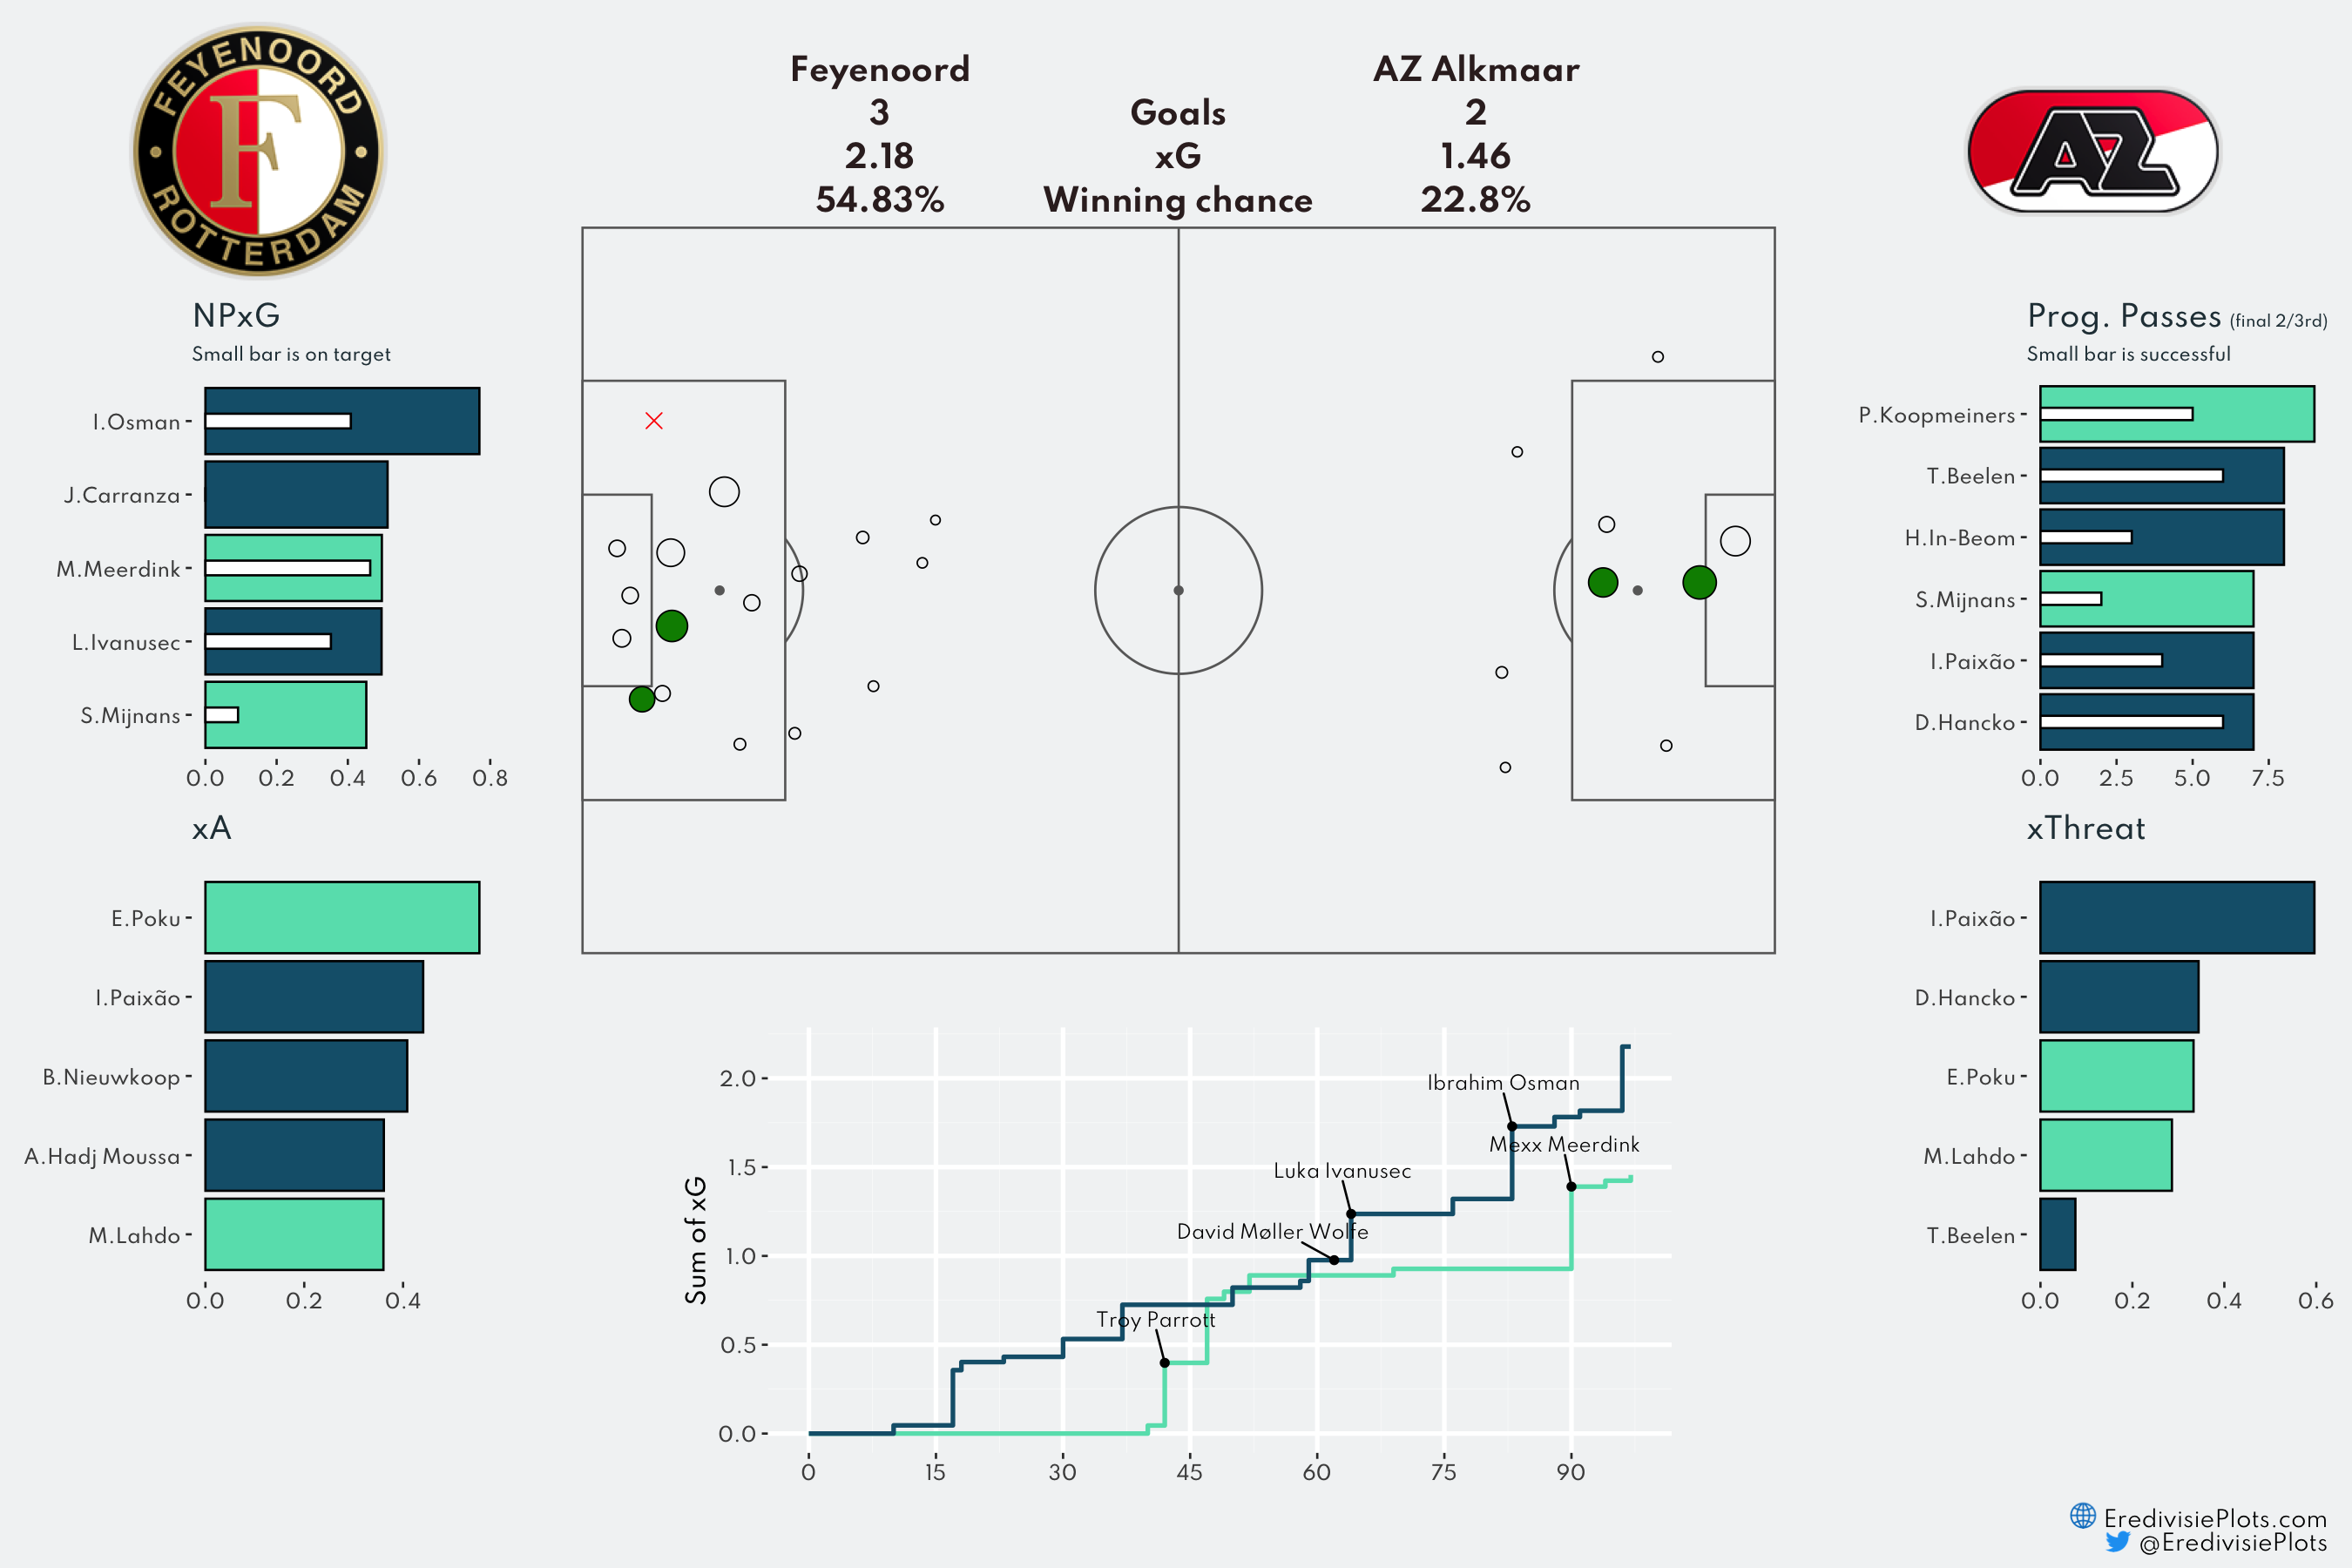 FEYENOORD
F
ROTTERDAM
Feyenoord AZ Alkmaar
3 Goals 2
2.18 xG 1.46
54.83% Winning chance 22.8%
AZ
NPxG
Small bar is on target
I.Osman
J.Carranza
M.Meerdink
L.Ivanusec
S.Mijnans
0.0 0.2 0.4 0.6 0.8
Prog. Passes (final 2/3rd)
Small bar is successful
P.Koopmeiners
T.Beelen
H.In-Beom
S.Mijnans
I.Paixão
D.Hancko
0.0 2.5 5.0 7.5
xA
E.Poku
I.Paixão
B.Nieuwkoop
A.Hadj Moussa
M.Lahdo
0.0 0.2 0.4
xThreat
I.Paixão
D.Hancko
E.Poku
M.Lahdo
T.Beelen
0.0 0.2 0.4 0.6
Sum of xG
2.0
1.5
1.0
0.5
0.0
Ibrahim Osman
Mexx Meerdink
Luka Ivanusec
David Møller Wolfe
Troy Parrott
0 15 30 45 60 75 90
EredivisiePlots.com
@EredivisiePlots